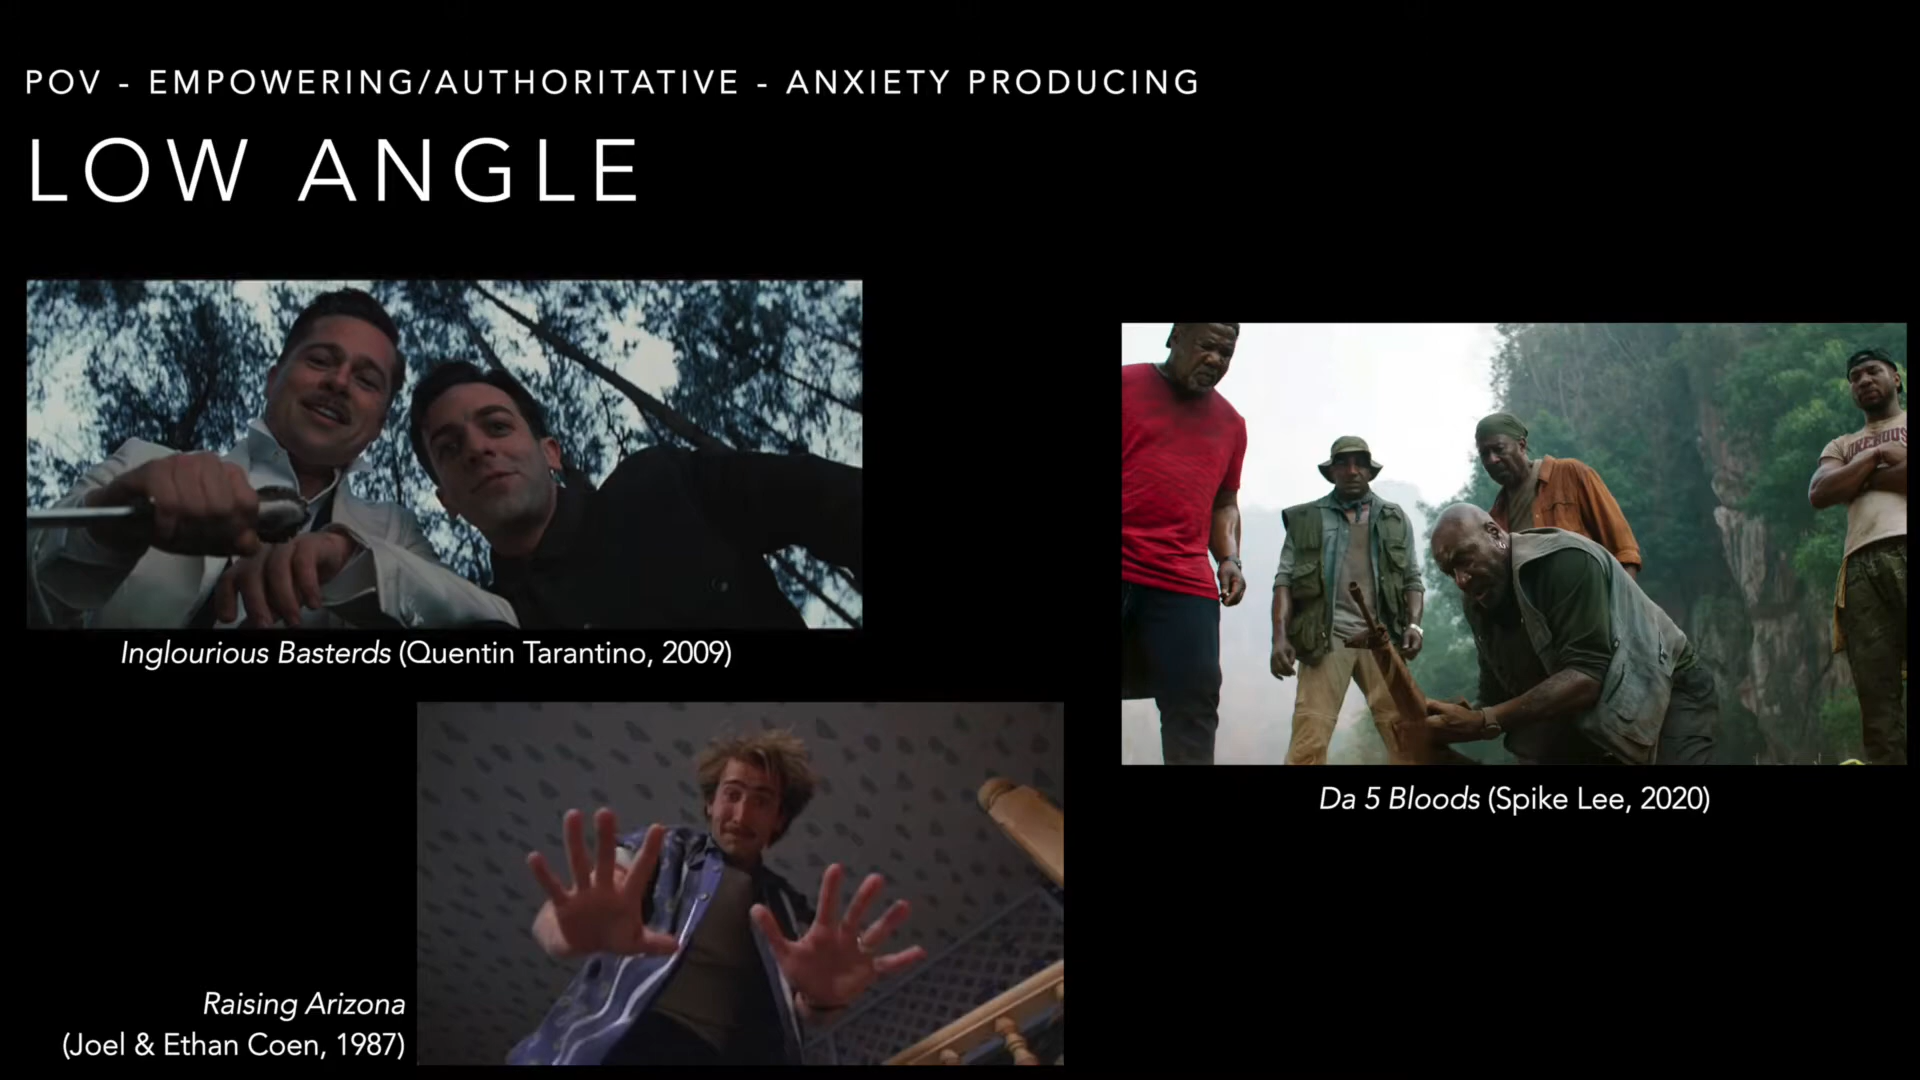 POV - EMPOWERING/AUTHORITATIVE - ANXIETY PRODUCING
LOW ANGLE
Inglourious Basterds (Quentin Tarantino, 2009)
Da 5 Bloods (Spike Lee, 2020)
Raising Arizona
(Joel & Ethan Coen, 1987)